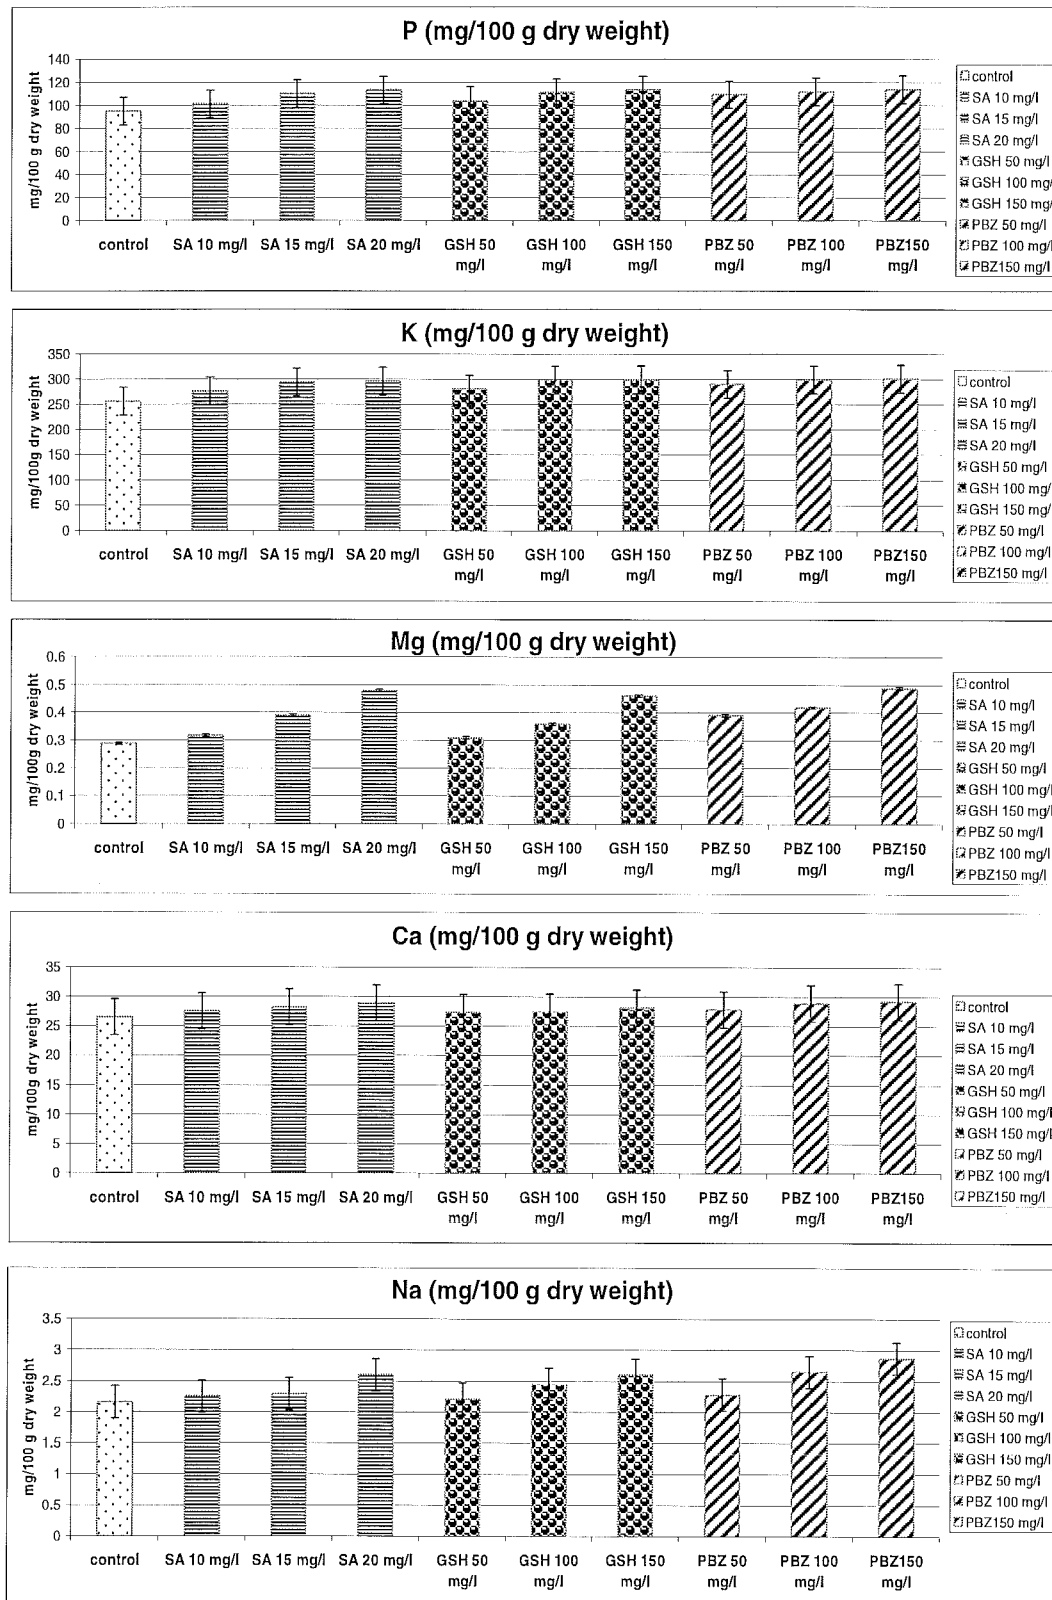 P (mg/100 g dry weight)
mg/100 g dry weight
140
120
100
80
60
40
20
0
control
SA 10 mg/l
SA 15 mg/l
SA 20 mg/l
GSH 50 mg/l
GSH 100 mg/l
GSH 150 mg/l
PBZ 50 mg/l
PBZ 100 mg/l
PBZ150 mg/l
control
SA 10 mg/l
SA 15 mg/l
SA 20 mg/l
GSH 50 mg/l
GSH 100 mg/l
GSH 150 mg/
PBZ 50 mg/l
PBZ 100 mg/l
PBZ150 mg/l
K (mg/100 g dry weight)
mg/100g dry weight
350
300
250
200
150
100
50
0
control
SA 10 mg/l
SA 15 mg/l
SA 20 mg/l
GSH 50 mg/l
GSH 100 mg/l
GSH 150 mg/l
PBZ 50 mg/l
PBZ 100 mg/l
PBZ150 mg/l
control
SA 10 mg/l
SA 15 mg/l
SA 20 mg/l
GSH 50 mg/l
GSH 100 mg/l
GSH 150 mg/l
PBZ 50 mg/l
PBZ 100 mg/l
PBZ150 mg/l
Mg (mg/100 g dry weight)
mg/100g dry weight
0.6
0.5
0.4
0.3
0.2
0.1
0
control
SA 10 mg/l
SA 15 mg/l
SA 20 mg/l
GSH 50 mg/l
GSH 100 mg/l
GSH 150 mg/l
PBZ 50 mg/l
PBZ 100 mg/l
PBZ150 mg/l
control
SA 10 mg/l
SA 15 mg/l
SA 20 mg/l
GSH 50 mg/l
GSH 100 mg/l
GSH 150 mg/l
PBZ 50 mg/l
PBZ 100 mg/l
PBZ150 mg/l
Ca (mg/100 g dry weight)
mg/100g dry weight
35
30
25
20
15
10
5
0
control
SA 10 mg/l
SA 15 mg/l
SA 20 mg/l
GSH 50 mg/l
GSH 100 mg/l
GSH 150 mg/l
PBZ 50 mg/l
PBZ 100 mg/l
PBZ150 mg/l
control
SA 10 mg/l
SA 15 mg/l
SA 20 mg/l
GSH 50 mg/l
GSH 100 mg/l
GSH 150 mg/l
PBZ 50 mg/l
PBZ 100 mg/l
PBZ150 mg/l
Na (mg/100 g dry weight)
mg/100 g dry weight
3.5
3
2.5
2
1.5
1
0.5
0
control
SA 10 mg/l
SA 15 mg/l
SA 20 mg/l
GSH 50 mg/l
GSH 100 mg/l
GSH 150 mg/l
PBZ 50 mg/l
PBZ 100 mg/l
PBZ150 mg/l
control
SA 10 mg/l
SA 15 mg/l
SA 20 mg/l
GSH 50 mg/l
GSH 100 mg/l
GSH 150 mg/l
PBZ 50 mg/l
PBZ 100 mg/l
PBZ150 mg/l